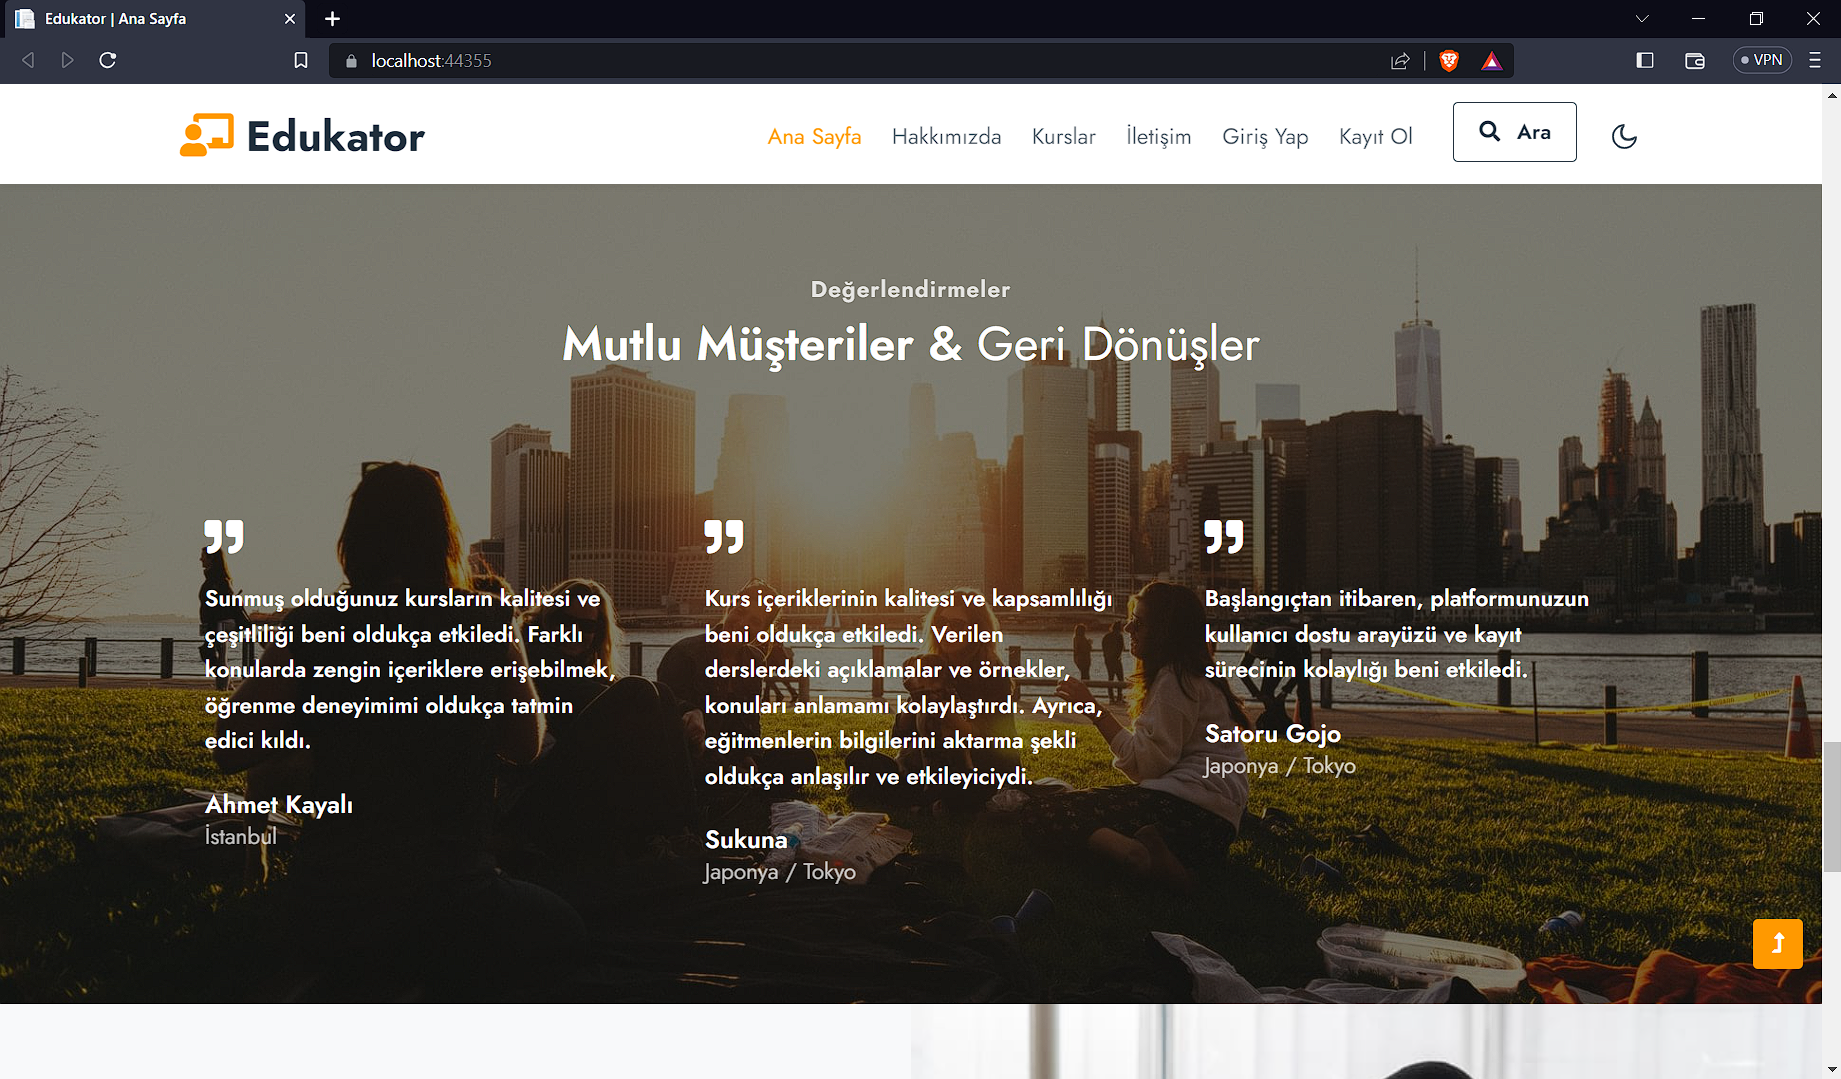 Edukator | Ana Sayfa
localhost:44355
VPN
Edukator
Ana Sayfa
Hakkımızda
Kurslar
İletişim
Giriş Yap
Kayıt Ol
Ara
Değerlendirmeler
Mutlu Müşteriler & Geri Dönüşler
Sunmuş olduğunuz kursların kalitesi ve
çeşitliliği beni oldukça etkiledi. Farklı
konularda zengin içeriklere erişebilmek,
öğrenme deneyimimi oldukça tatmin
edici kıldı.
Ahmet Kayalı
İstanbul
Kurs içeriklerinin kalitesi ve kapsamlılığı
beni oldukça etkiledi. Verilen
derslerdeki açıklamalar ve örnekler,
konuları anlamamı kolaylaştırdı. Ayrıca,
eğitmenlerin bilgilerini aktarma şekli
oldukça anlaşılır ve etkileyiciydi.
Sukuna
Japonya / Tokyo
Başlangıçtan itibaren, platformunuzun
kullanıcı dostu arayüzü ve kayıt
sürecinin kolaylığı beni etkiledi.
Satoru Gojo
Japonya / Tokyo